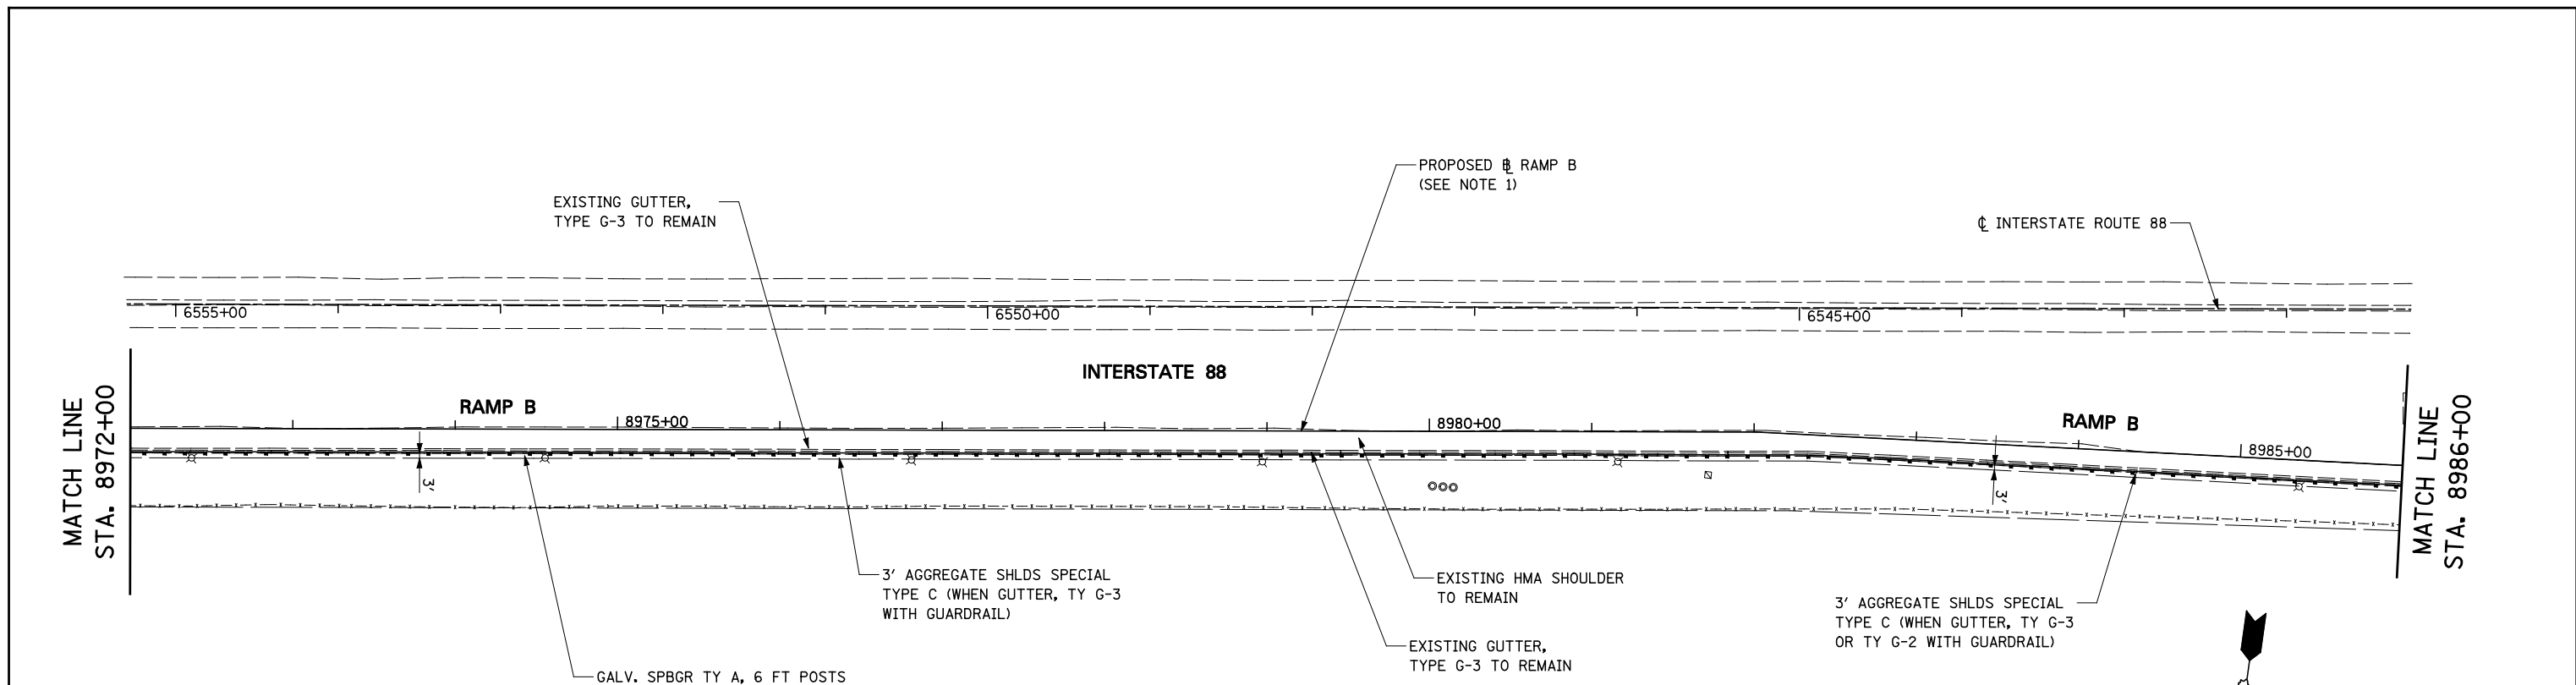 PROPOSED ⅊ RAMP B
(SEE NOTE 1)
EXISTING GUTTER,
TYPE G-3 TO REMAIN
℄ INTERSTATE ROUTE 88
6555+00
6550+00
6545+00
INTERSTATE 88
MATCH LINE
STA. 8972+00
RAMP B
8975+00
8980+00
RAMP B
8985+00
MATCH LINE
STA. 8986+00
3'
3'
3' AGGREGATE SHLDS SPECIAL
TYPE C (WHEN GUTTER, TY G-3
WITH GUARDRAIL)
EXISTING HMA SHOULDER
TO REMAIN
3' AGGREGATE SHLDS SPECIAL
TYPE C (WHEN GUTTER, TY G-3
OR TY G-2 WITH GUARDRAIL)
EXISTING GUTTER,
TYPE G-3 TO REMAIN
GALV. SPBGR TY A, 6 FT POSTS